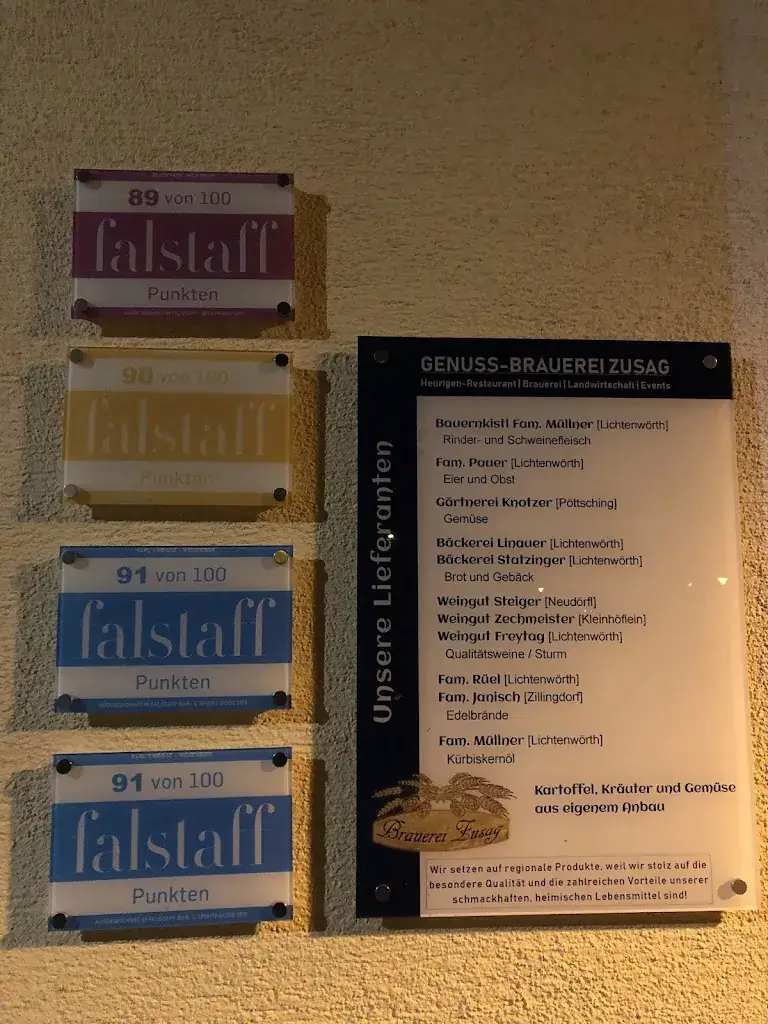 89 von 100
falstaff
Punkten
90 von 100
falstaff
Punkten
91 von 100
falstaff
Punkten
91 von 100
falstaff
Punkten
GENUSS-BRAUEREI ZUSAG
Heurigen-Restaurant | Brauerei | Landwirtschaft | Events
Unsere Lieferanten
Bauernkistl Fam. Müllner [Lichtenwörth]
Rinder- und Schweinefleisch
Fam. Pauer [Lichtenwörth]
Eier und Obst
Gärtnerei Knotzer [Pöttsching]
Gemüse
Bäckerei Linauer [Lichtenwörth]
Bäckerei Statzinger [Lichtenwörth]
Brot und Gebäck
Weingut Steiger [Neudörfl]
Weingut Zechmeister [Kleinhöflein]
Weingut Freytag [Lichtenwörth]
Qualitätsweine / Sturm
Fam. Rüel [Lichtenwörth]
Fam. Janisch [Zillingdorf]
Edelbrände
Fam. Müllner [Lichtenwörth]
Kürbiskernöl
Kartoffel, Kräuter und Gemüse
aus eigenem Anbau
Brauerei Zusag
Wir setzen auf regionale Produkte, weil wir stolz auf die
besondere Qualität und die zahlreichen Vorteile unserer
schmackhaften, heimischen Lebensmittel sind!